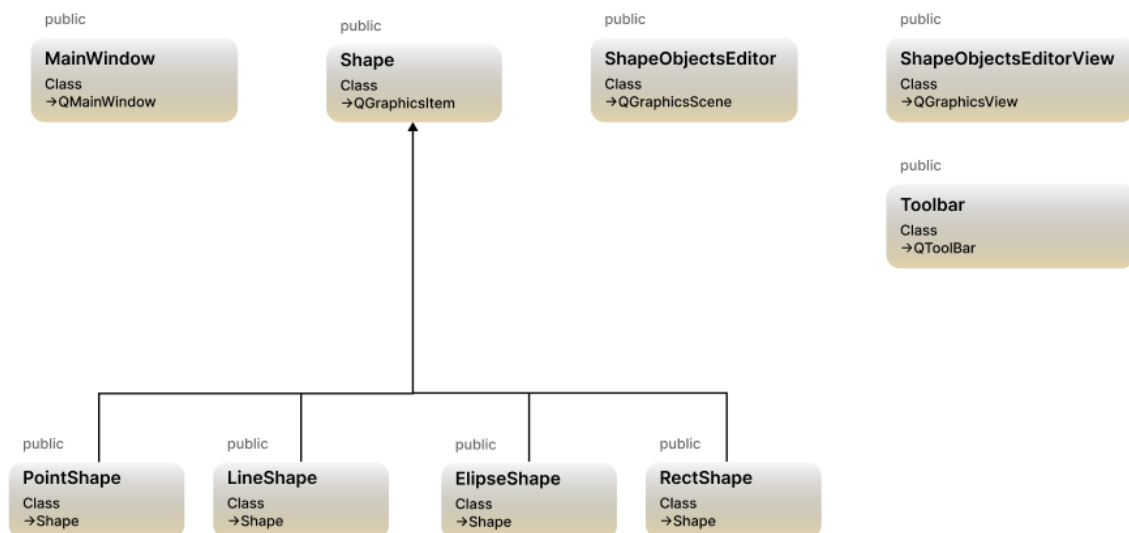 public
MainWindow
Class
→QMainWindow
public
Shape
Class
→QGraphicsItem
public
ShapeObjectsEditor
Class
→QGraphicsScene
public
ShapeObjectsEditorView
Class
→QGraphicsView
public
Toolbar
Class
→QToolBar
public
PointShape
Class
→Shape
public
LineShape
Class
→Shape
public
ElipseShape
Class
→Shape
public
RectShape
Class
→Shape